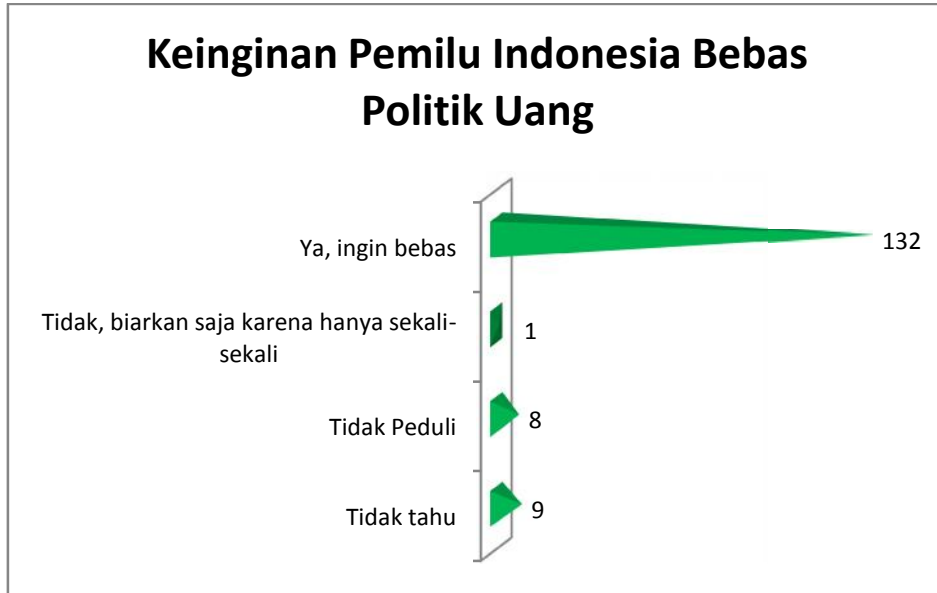 Keinginan Pemilu Indonesia Bebas
Politik Uang
Ya, ingin bebas
132
Tidak, biarkan saja karena hanya sekali-
sekali
1
Tidak Peduli
8
Tidak tahu
9